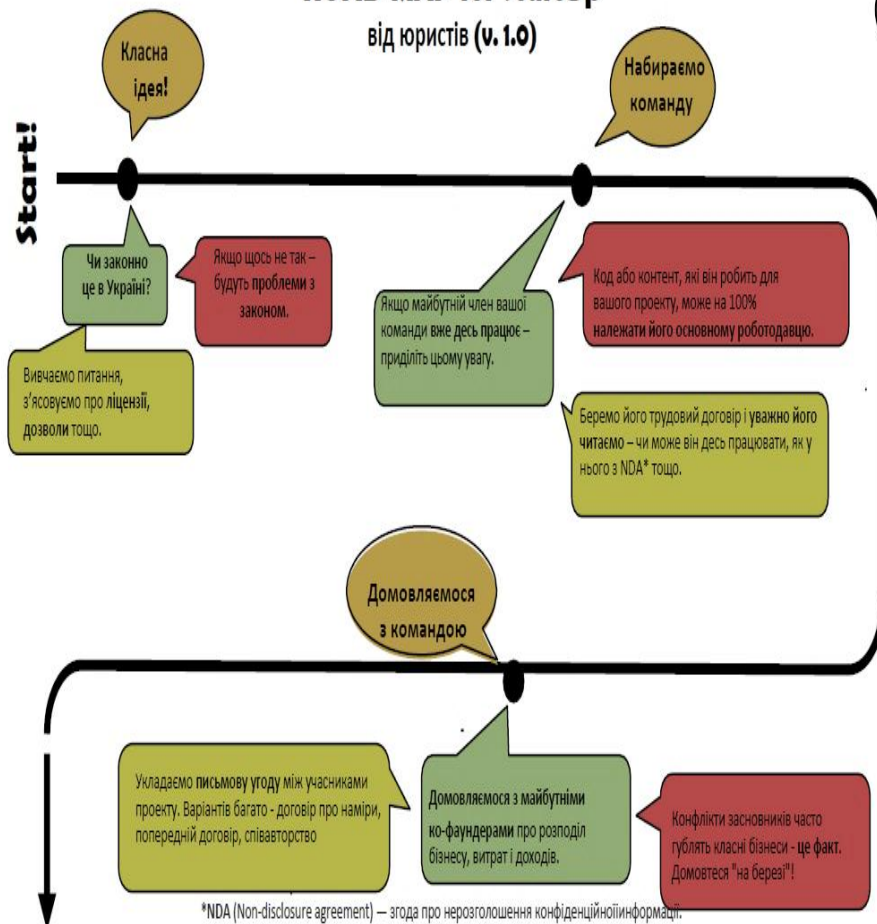 від юристів (v. 1.0)
Класна
ідея!
Набираємо
команду
Start!
Чи законно
це в Україні?
Якщо щось не так –
будуть проблеми з
законом.
Вивчаємо питання,
з'ясовуємо про ліцензії,
дозволи тощо.
Якщо майбутній член вашої
команди вже десь працює –
приділіть цьому увагу.
Код або контент, які він робить для
вашого проекту, може на 100%
належати його основному роботодавцю.
Беремо його трудовий договір і уважно його
читаємо – чи може він десь працювати, як у
нього з NDA* тощо.
Домовляємося
з командою
Укладаємо письмову угоду між учасниками
проекту. Варіантів багато - договір про наміри,
попередній договір, співавторство
Домовляємося з майбутніми
ко-фаундерами про розподіл
бізнесу, витрат і доходів.
Конфлікти засновників часто
гублять класні бізнеси - це факт.
Домовтеся "на березі"!
*NDA (Non-disclosure agreement) — згода про нерозголошення конфіденційноїінформації.